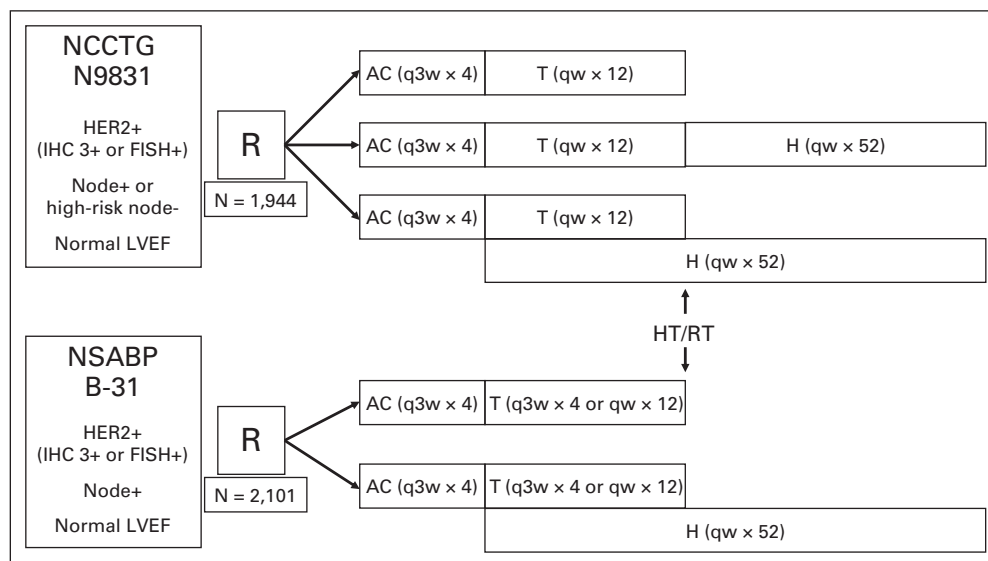 NCCTG
N9831
HER2+
(IHC 3+ or FISH+)
Node+ or
high-risk node-
Normal LVEF
R
N = 1,944
AC (q3w × 4)
T (qw × 12)
AC (q3w × 4)
T (qw × 12)
H (qw × 52)
AC (q3w × 4)
T (qw × 12)
H (qw × 52)
HT/RT
NSABP
B-31
HER2+
(IHC 3+ or FISH+)
Node+
Normal LVEF
R
N = 2,101
AC (q3w × 4)
T (q3w × 4 or qw × 12)
AC (q3w × 4)
T (q3w × 4 or qw × 12)
H (qw × 52)